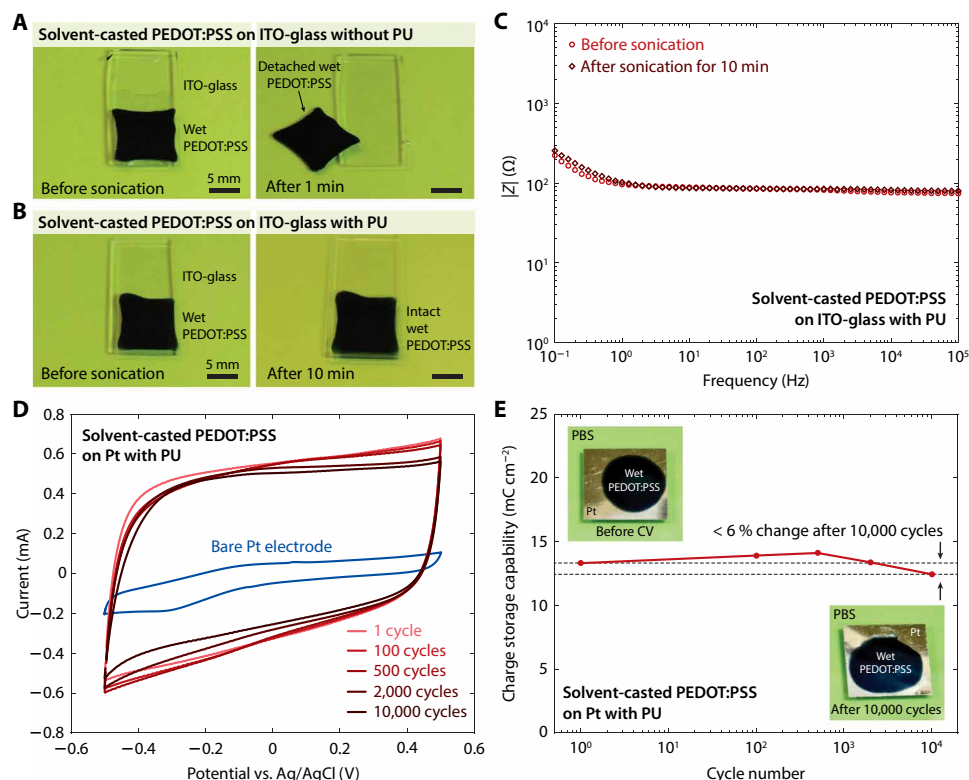 A
Solvent-casted PEDOT:PSS on ITO-glass without PU
ITO-glass
Wet
PEDOT:PSS
Before sonication
5 mm
Detached wet
PEDOT:PSS
After 1 min
B
Solvent-casted PEDOT:PSS on ITO-glass with PU
ITO-glass
Wet
PEDOT:PSS
Before sonication
5 mm
Intact
wet
PEDOT:PSS
After 10 min
C
|Z| (Ω)
10⁴
10³
10²
10¹
10⁰
Before sonication
After sonication for 10 min
Solvent-casted PEDOT:PSS
on ITO-glass with PU
10⁻¹ 10⁰ 10¹ 10² 10³ 10⁴ 10⁵
Frequency (Hz)
D
Current (mA)
0.8
0.6
0.4
0.2
0
−0.2
−0.4
−0.6
−0.8
Solvent-casted PEDOT:PSS
on Pt with PU
Bare Pt electrode
1 cycle
100 cycles
500 cycles
2,000 cycles
10,000 cycles
−0.6 −0.4 −0.2 0 0.2 0.4 0.6
Potential vs. Ag/AgCl (V)
E
Charge storage capability (mC cm⁻²)
25
20
15
10
5
0
PBS
Wet
PEDOT:PSS
Pt
Before CV
< 6 % change after 10,000 cycles
PBS
Pt
Wet
PEDOT:PSS
After 10,000 cycles
Solvent-casted PEDOT:PSS
on Pt with PU
10⁰ 10¹ 10² 10³ 10⁴
Cycle number